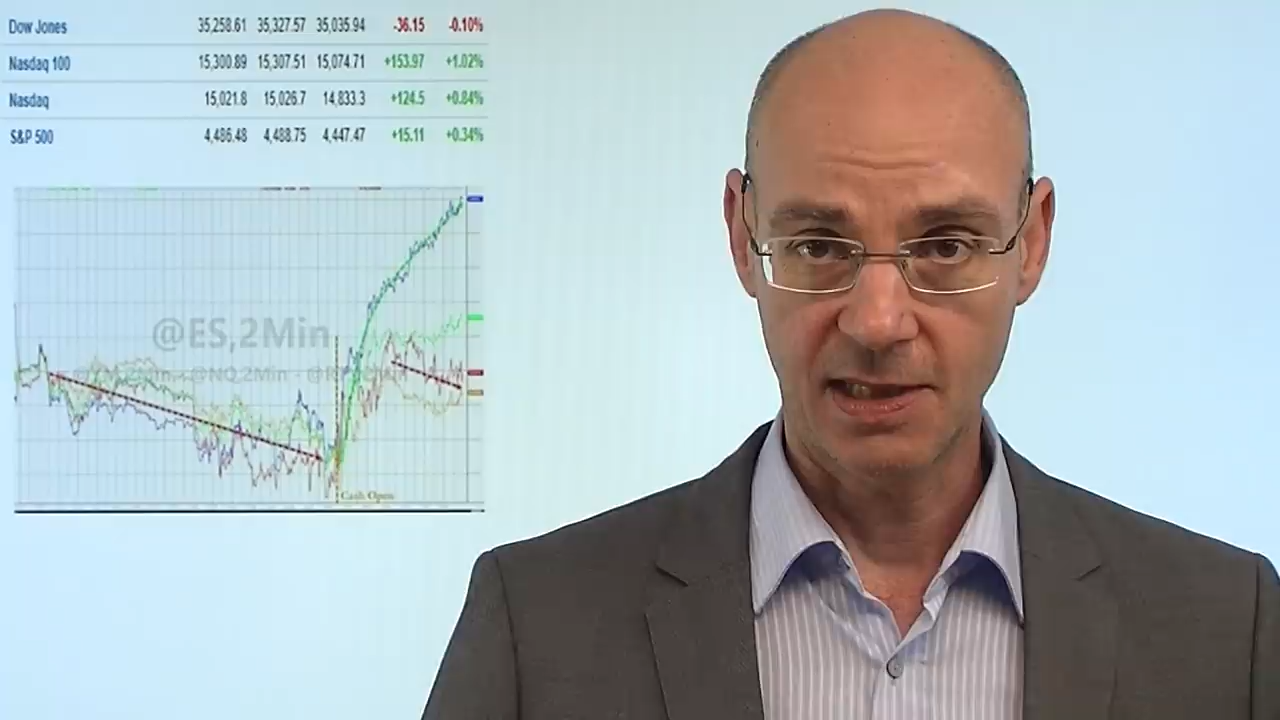 Dow Jones 35,258.61 35,327.57 35,035.94 -36.15 -0.10%
Nasdaq 100 15,300.89 15,307.51 15,074.71 +153.97 +1.02%
Nasdaq 15,021.8 15,026.7 14,833.3 +124.5 +0.84%
S&P 500 4,486.48 4,488.75 4,447.47 +15.11 +0.34%
@ES,2Min
2Min - @NQ,2Min -
Cash Open